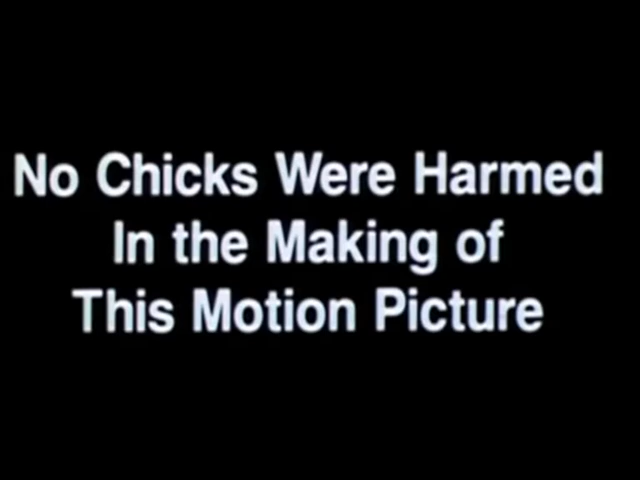 No Chicks Were Harmed
In the Making of
This Motion Picture